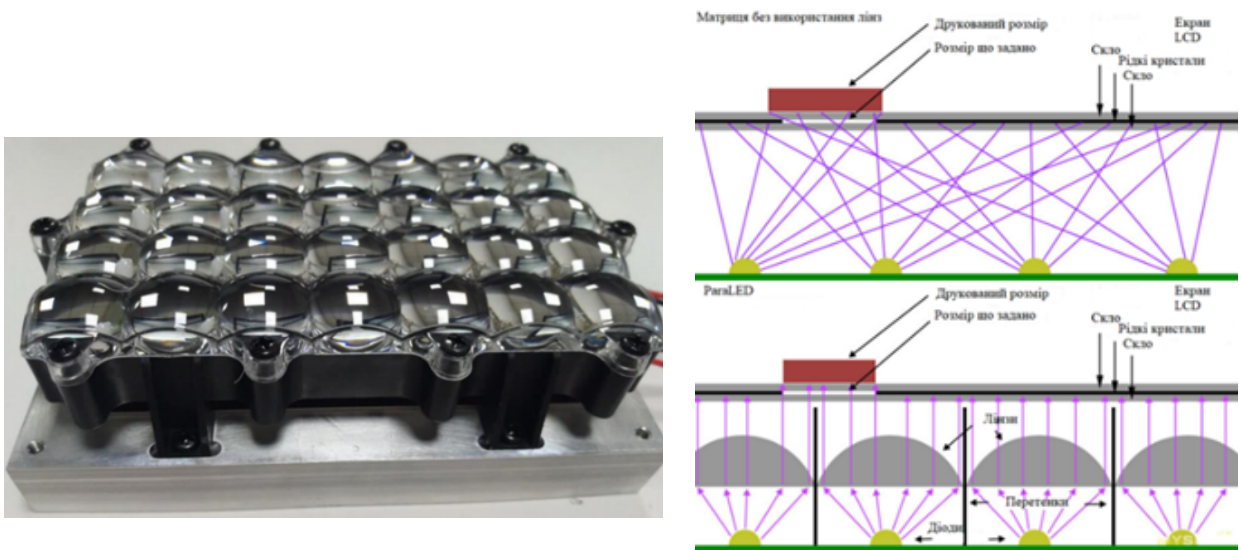 Матриця без використання лінз
Друкований розмір
Розмір що задано
Екран
LCD
Скло
Рідкі кристали
Скло
ParaLED
Друкований розмір
Розмір що задано
Екран
LCD
Скло
Рідкі кристали
Скло
Лінзи
Перетенки
Діоди